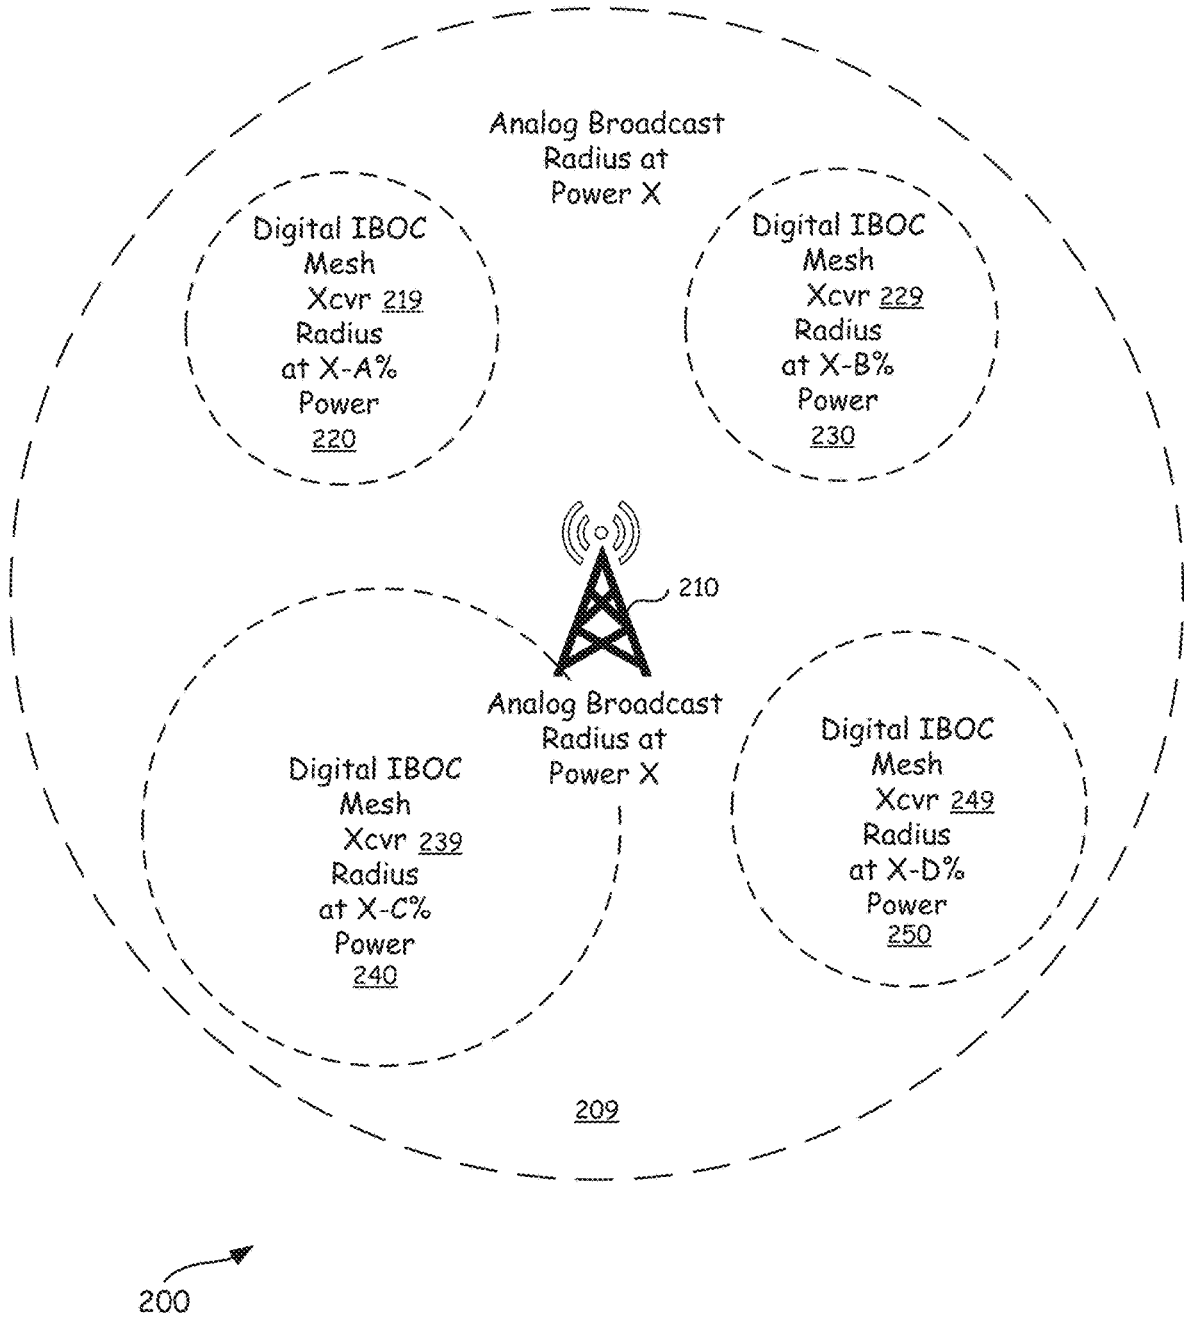 Analog Broadcast
Radius at
Power X
Digital IBOC
Mesh
Xcvr 219
Radius
at X-A%
Power
220
Digital IBOC
Mesh
Xcvr 229
Radius
at X-B%
Power
230
210
Analog Broadcast
Radius at
Power X
Digital IBOC
Mesh
Xcvr 239
Radius
at X-C%
Power
240
Digital IBOC
Mesh
Xcvr 249
Radius
at X-D%
Power
250
209
200